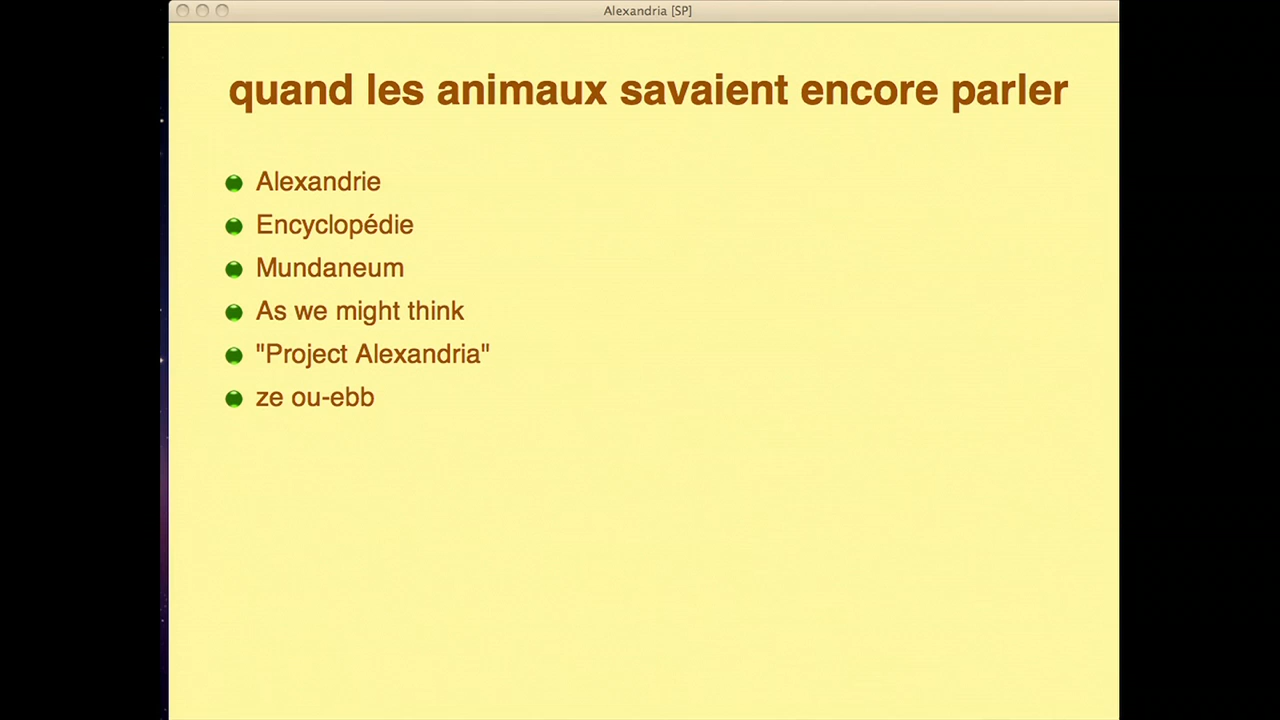 Alexandria [SP]
quand les animaux savaient encore parler
Alexandrie
Encyclopédie
Mundaneum
As we might think
"Project Alexandria"
ze ou-ebb